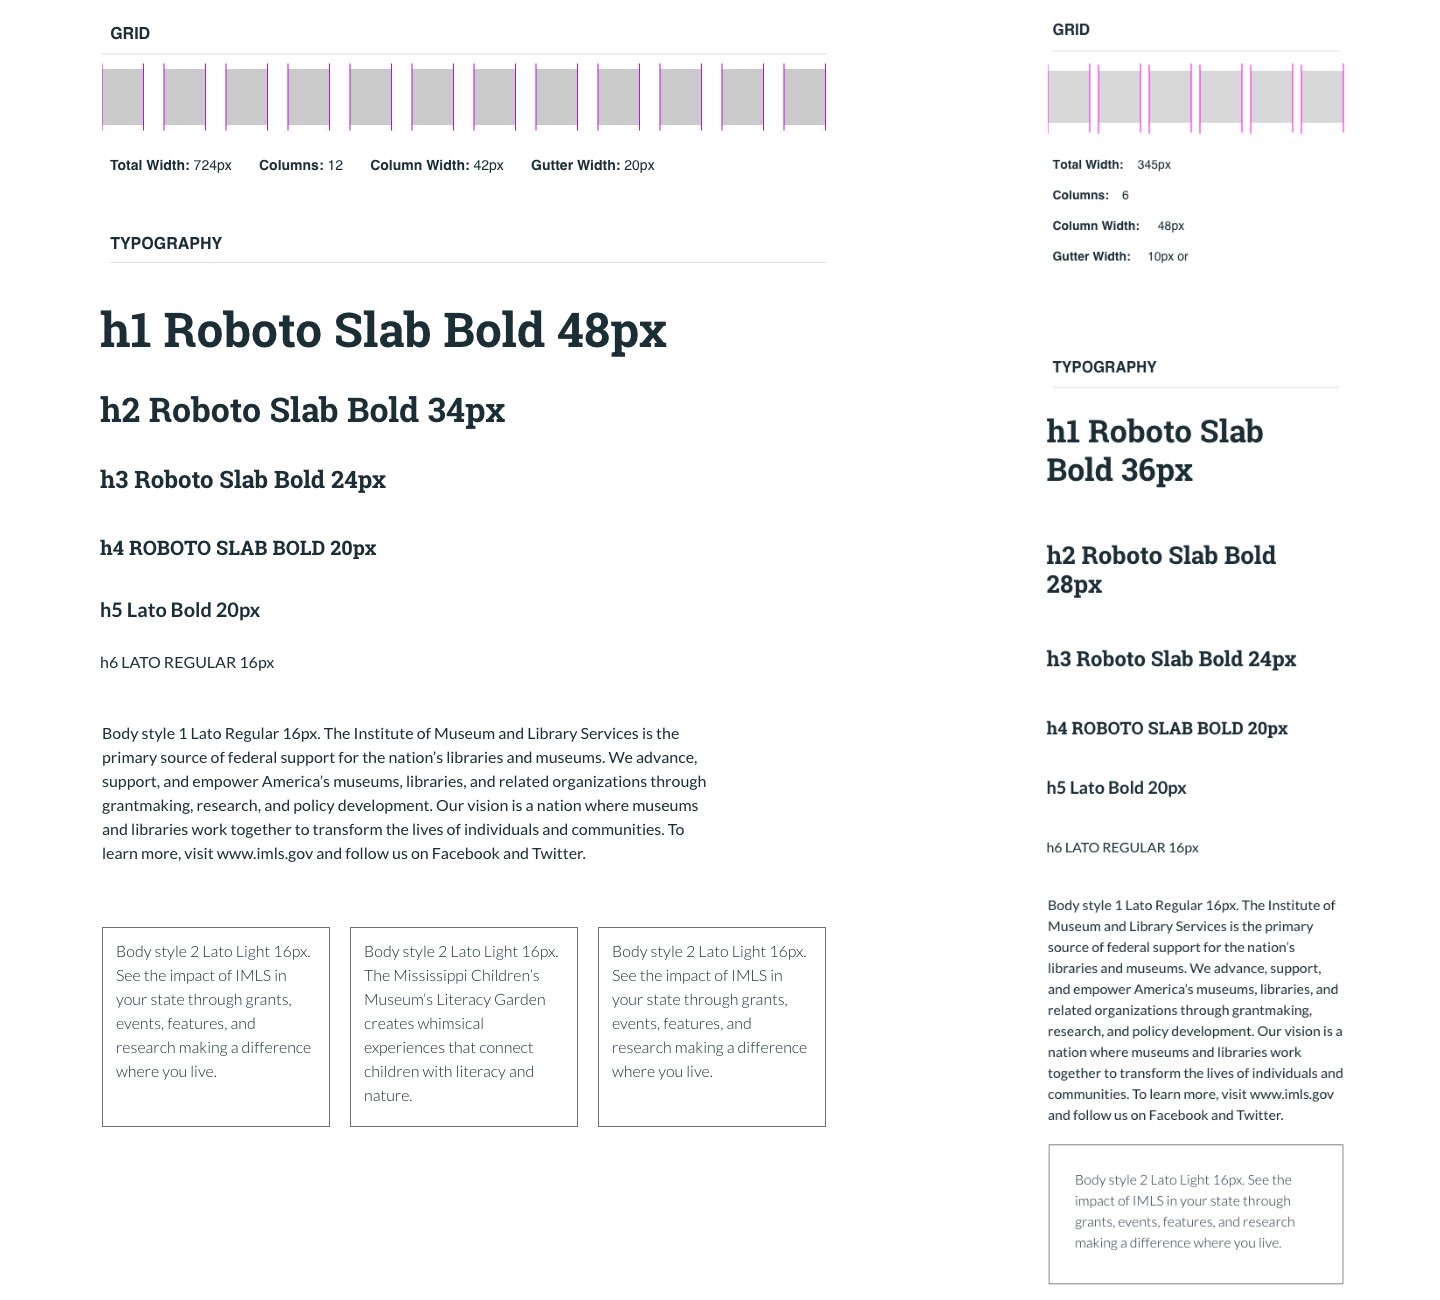 GRID
Total Width: 724px Columns: 12 Column Width: 42px Gutter Width: 20px
TYPOGRAPHY
h1 Roboto Slab Bold 48px
h2 Roboto Slab Bold 34px
h3 Roboto Slab Bold 24px
h4 ROBOTO SLAB BOLD 20px
h5 Lato Bold 20px
h6 LATO REGULAR 16px
Body style 1 Lato Regular 16px. The Institute of Museum and Library Services is the
primary source of federal support for the nation’s libraries and museums. We advance,
support, and empower America’s museums, libraries, and related organizations through
grantmaking, research, and policy development. Our vision is a nation where museums
and libraries work together to transform the lives of individuals and communities. To
learn more, visit www.imls.gov and follow us on Facebook and Twitter.
Body style 2 Lato Light 16px.
See the impact of IMLS in
your state through grants,
events, features, and
research making a difference
where you live.
Body style 2 Lato Light 16px.
The Mississippi Children’s
Museum’s Literacy Garden
creates whimsical
experiences that connect
children with literacy and
nature.
Body style 2 Lato Light 16px.
See the impact of IMLS in
your state through grants,
events, features, and
research making a difference
where you live.
GRID
Total Width: 345px
Columns: 6
Column Width: 48px
Gutter Width: 10px or
TYPOGRAPHY
h1 Roboto Slab
Bold 36px
h2 Roboto Slab Bold
28px
h3 Roboto Slab Bold 24px
h4 ROBOTO SLAB BOLD 20px
h5 Lato Bold 20px
h6 LATO REGULAR 16px
Body style 1 Lato Regular 16px. The Institute of
Museum and Library Services is the primary
source of federal support for the nation’s
libraries and museums. We advance, support,
and empower America’s museums, libraries, and
related organizations through grantmaking,
research, and policy development. Our vision is a
nation where museums and libraries work
together to transform the lives of individuals and
communities. To learn more, visit www.imls.gov
and follow us on Facebook and Twitter.
Body style 2 Lato Light 16px. See the
impact of IMLS in your state through
grants, events, features, and research
making a difference where you live.